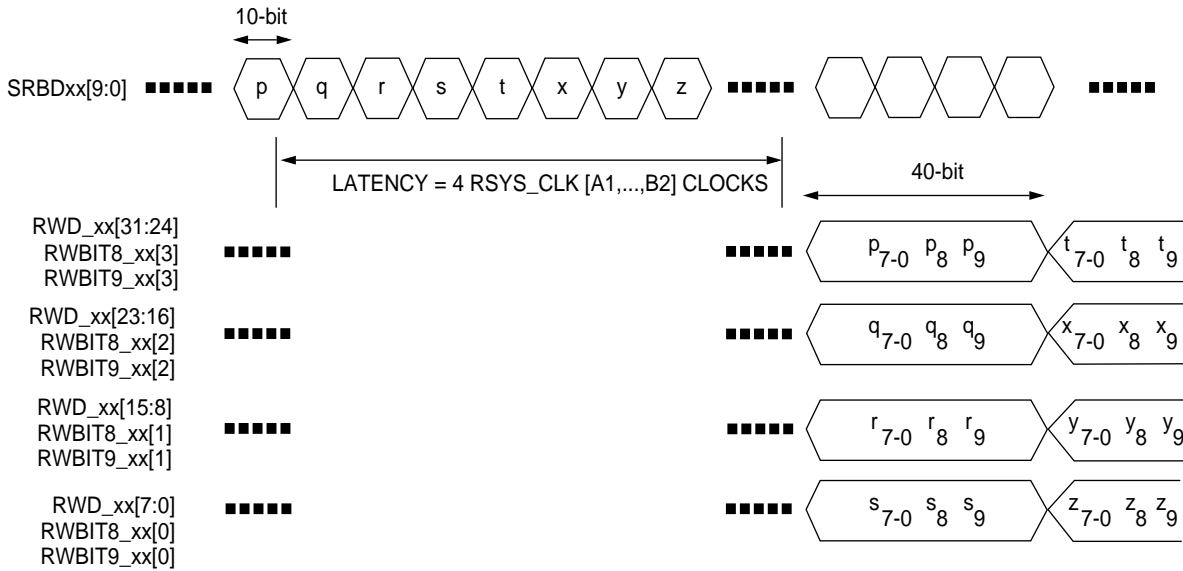 10-bit
SRBDxx[9:0] p q r s t x y z
LATENCY = 4 RSYS_CLK [A1,...,B2] CLOCKS
40-bit
RWD_xx[31:24]
RWBIT8_xx[3]
RWBIT9_xx[3]
p7-0 p8 p9 t7-0 t8 t9
RWD_xx[23:16]
RWBIT8_xx[2]
RWBIT9_xx[2]
q7-0 q8 q9 x7-0 x8 x9
RWD_xx[15:8]
RWBIT8_xx[1]
RWBIT9_xx[1]
r7-0 r8 r9 y7-0 y8 y9
RWD_xx[7:0]
RWBIT8_xx[0]
RWBIT9_xx[0]
s7-0 s8 s9 z7-0 z8 z9